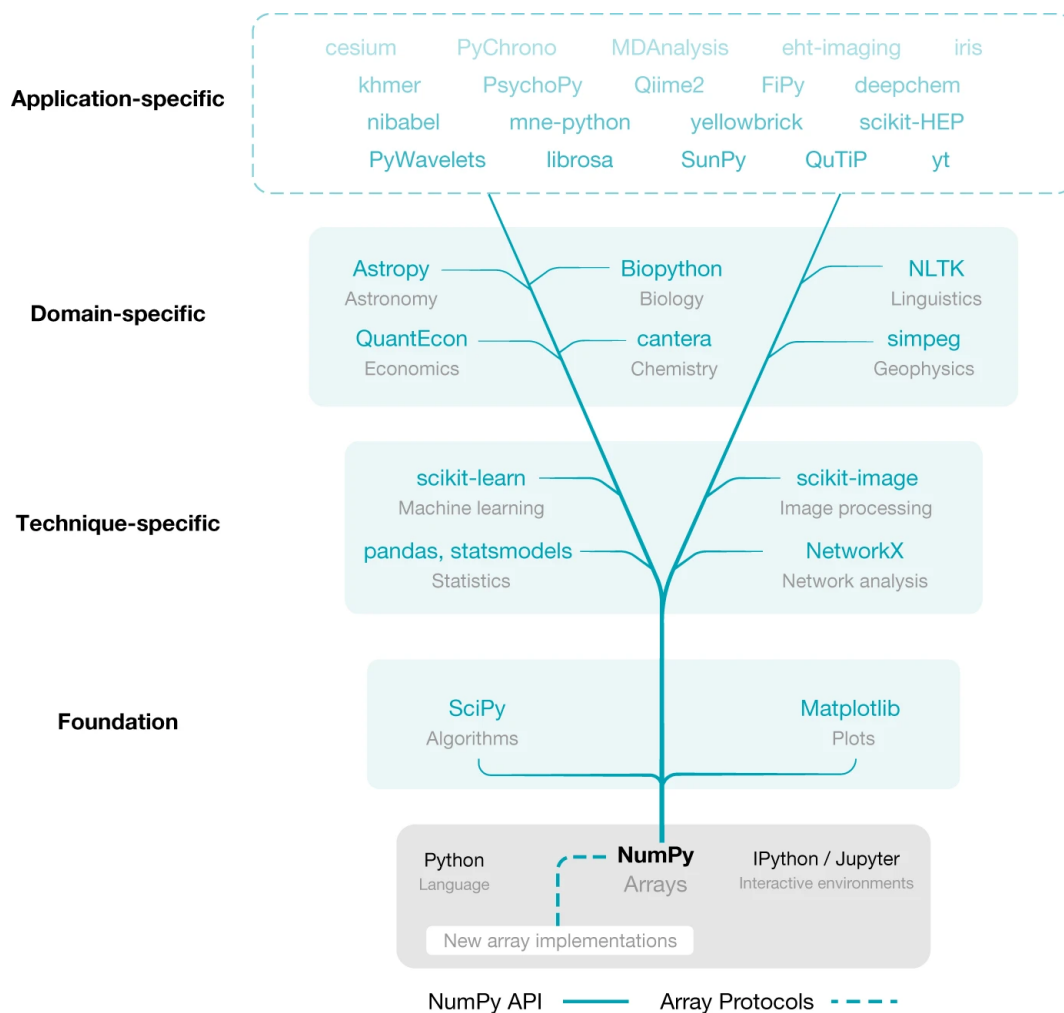 cesium PyChrono MDAnalysis eht-imaging iris
khmer PsychoPy Qiime2 FiPy deepchem
Application-specific
nibabel mne-python yellowbrick scikit-HEP
PyWavelets librosa SunPy QuTiP yt
Astropy Biopython NLTK
Astronomy Biology Linguistics
Domain-specific
QuantEcon cantera simpeg
Economics Chemistry Geophysics
scikit-learn scikit-image
Machine learning Image processing
Technique-specific
pandas, statsmodels NetworkX
Statistics Network analysis
SciPy Matplotlib
Foundation
Algorithms Plots
Python NumPy IPython / Jupyter
Language Arrays Interactive environments
New array implementations
NumPy API Array Protocols